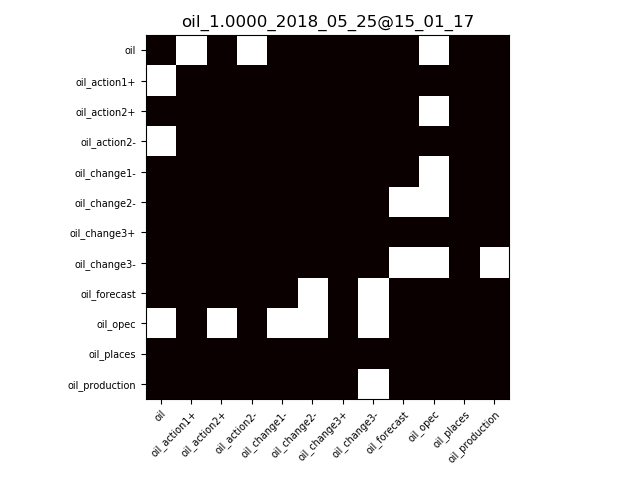 oil_1.0000_2018_05_25@15_01_17
oil
oil_action1+
oil_action2+
oil_action2-
oil_change1-
oil_change2-
oil_change3+
oil_change3-
oil_forecast
oil_opec
oil_places
oil_production
oil
oil_action1+
oil_action2+
oil_action2-
oil_change1-
oil_change2-
oil_change3+
oil_change3-
oil_forecast
oil_opec
oil_places
oil_production